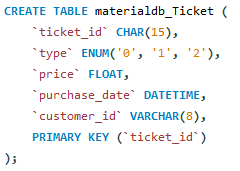 CREATE TABLE materialdb_Ticket (
    `ticket_id` CHAR(15),
    `type` ENUM('0', '1', '2'),
    `price` FLOAT,
    `purchase_date` DATETIME,
    `customer_id` VARCHAR(8),
    PRIMARY KEY (`ticket_id`)
);